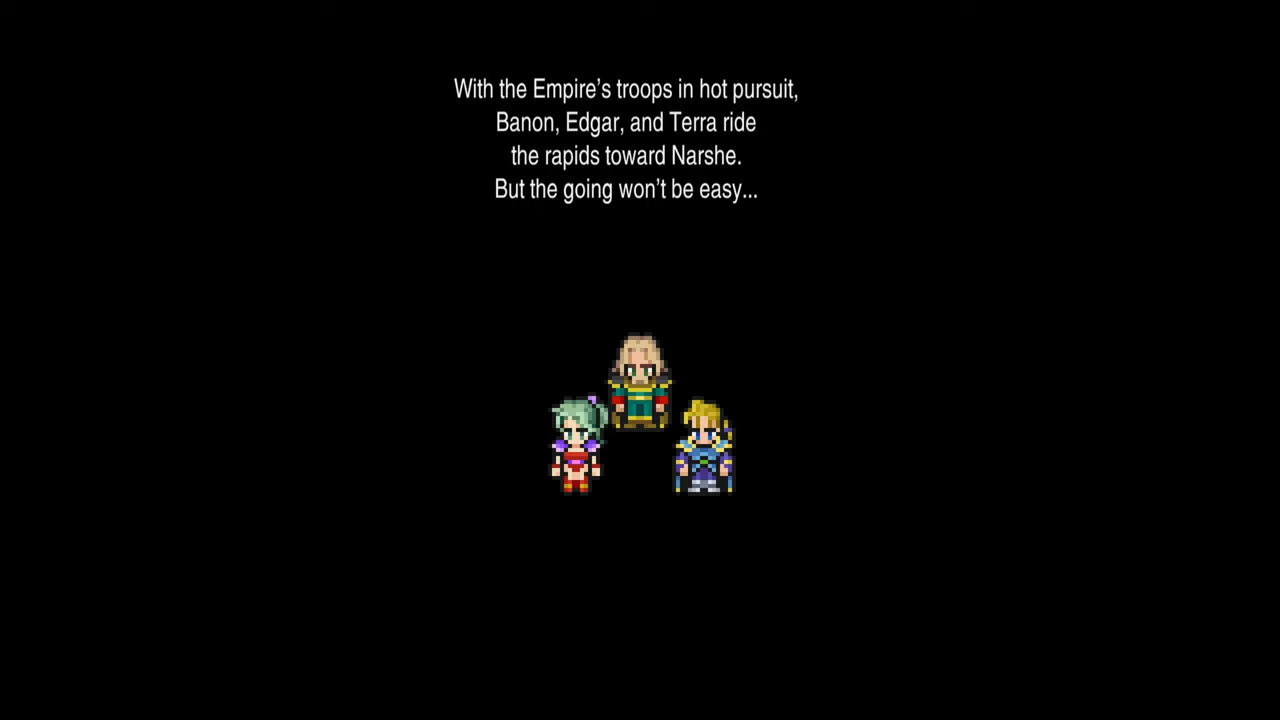 With the Empire’s troops in hot pursuit,
Banon, Edgar, and Terra ride
the rapids toward Narshe.
But the going won’t be easy...